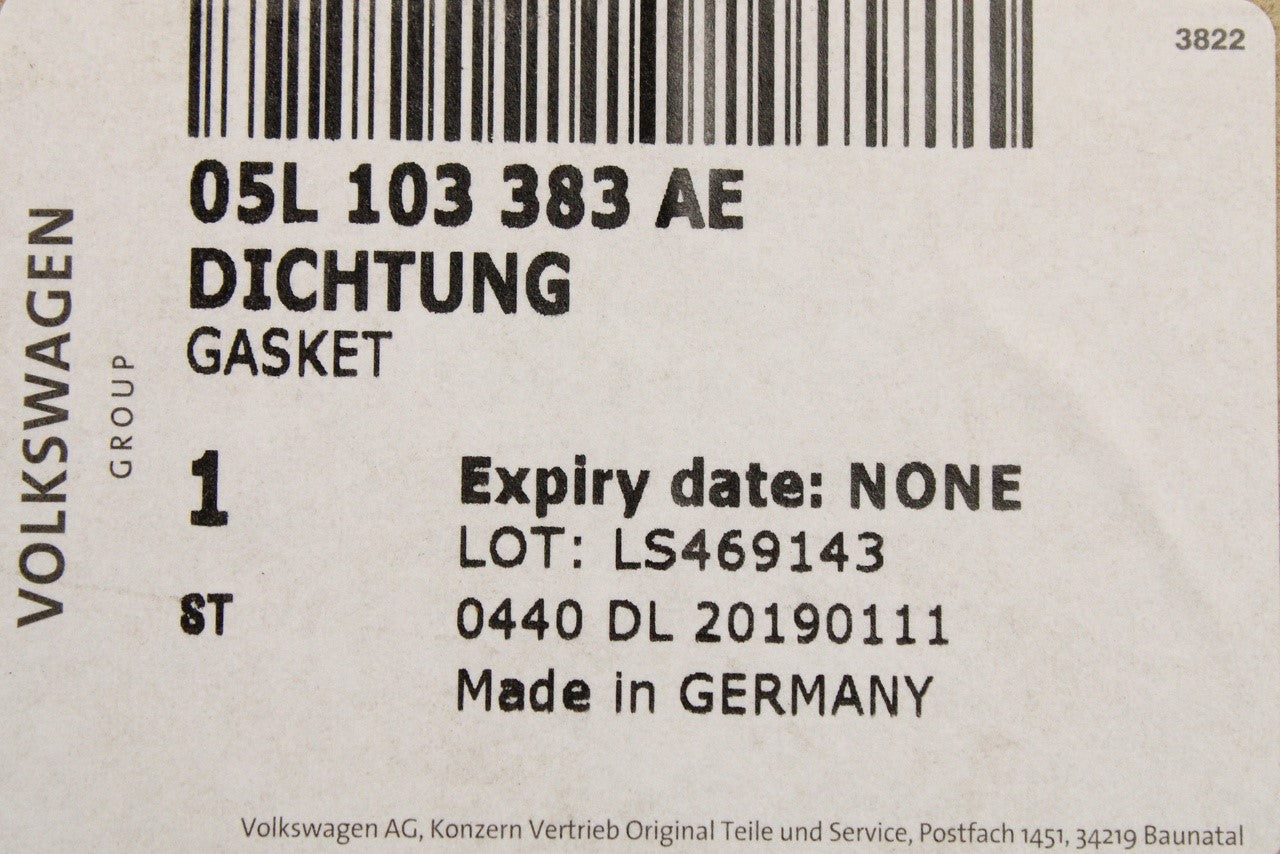 3822
05L 103 383 AE
DICHTUNG
GASKET
VOLKSWAGEN
GROUP
1
ST
Expiry date: NONE
LOT: LS469143
0440 DL 20190111
Made in GERMANY
Volkswagen AG, Konzern Vertrieb Original Teile und Service, Postfach 1451, 34219 Baunatal